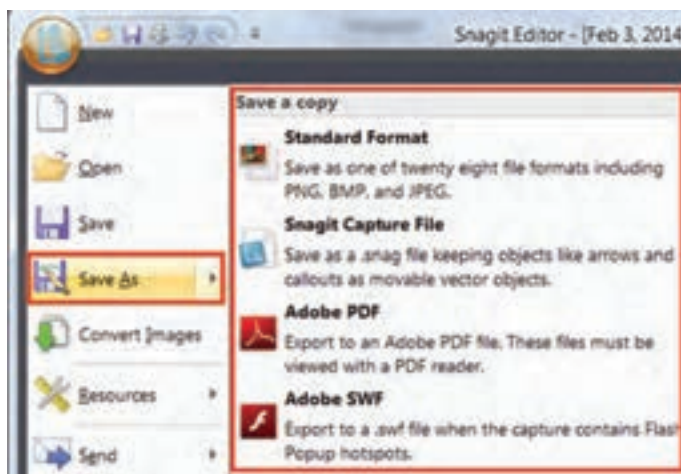 Snagit Editor - [Feb 3, 2014
New
Open
Save
Save As
Convert Images
Resources
Send
Save a copy
Standard Format
Save as one of twenty eight file formats including
PNG, BMP, and JPEG.
Snagit Capture File
Save as a .snag file keeping objects like arrows and
callouts as movable vector objects.
Adobe PDF
Export to an Adobe PDF file. These files must be
viewed with a PDF reader.
Adobe SWF
Export to a .swf file when the capture contains Flash
Popup hotspots.